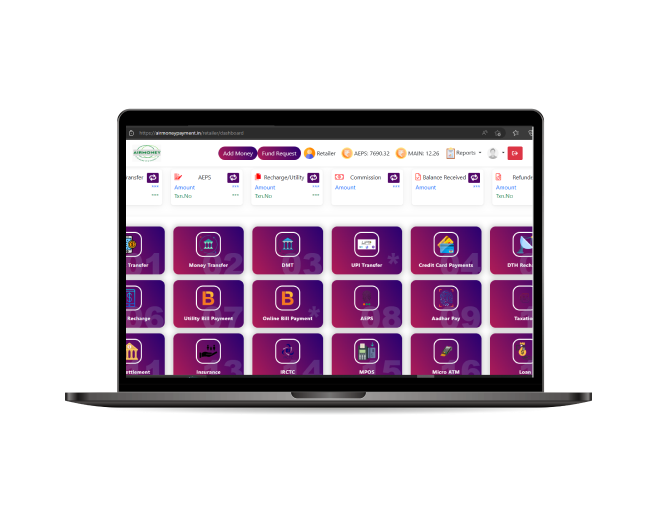 https://airmoneypayment.in/retailer/dashboard
AIRMONEY
Add Money
Fund Request
Retailer
AEPS: 7690.32
MAIN: 12.26
Reports
ransfer
AEPS
Amount ***
Txn.No ***
Recharge/Utility
Amount ***
Txn.No ***
Commission
Amount ***
Balance Received
Amount ***
Refunde
Amount
Txn.No
Transfer
Money Transfer
DMT
UPI Transfer
Credit Card Payments
DTH Rech
Recharge
Utility Bill Payment
Online Bill Payment
AEPS
Aadhar Pay
Taxatio
ettlement
Insurance
IRCTC
MPOS
Micro ATM
Loan